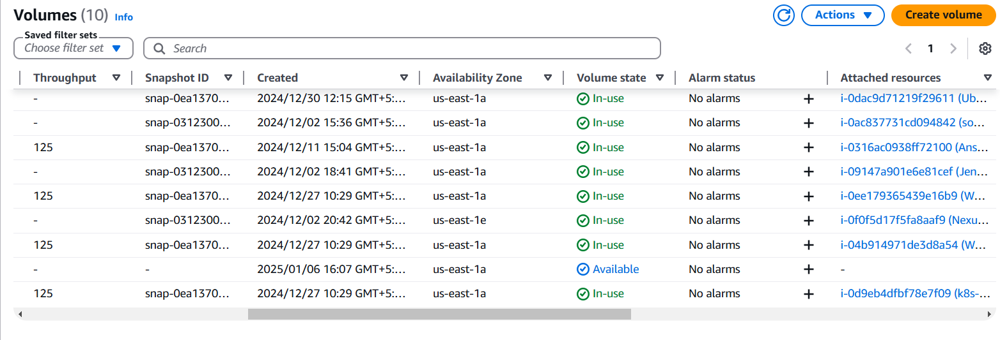 Volumes (10) Info
Actions
Create volume
Saved filter sets
Choose filter set
Search
1
Throughput Snapshot ID Created Availability Zone Volume state Alarm status Attached resources
- snap-0ea1370... 2024/12/30 12:15 GMT+5:... us-east-1a In-use No alarms + i-0dac9d71219f29611 (Ub...
- snap-0312300... 2024/12/02 15:36 GMT+5:... us-east-1a In-use No alarms + i-0ac837731cd094842 (so...
125 snap-0ea1370... 2024/12/11 15:04 GMT+5:... us-east-1a In-use No alarms + i-0316ac0938ff72100 (Ans...
- snap-0312300... 2024/12/02 18:41 GMT+5:... us-east-1a In-use No alarms + i-09147a901e6e81cef (Jen...
125 snap-0ea1370... 2024/12/27 10:29 GMT+5:... us-east-1a In-use No alarms + i-0ee179365439e16b9 (W...
- snap-0312300... 2024/12/02 20:42 GMT+5:... us-east-1e In-use No alarms + i-0f0f5d17f5fa8aaf9 (Nexu...
125 snap-0ea1370... 2024/12/27 10:29 GMT+5:... us-east-1a In-use No alarms + i-04b914971de3d8a54 (W...
- - 2025/01/06 16:07 GMT+5:... us-east-1a Available No alarms + -
125 snap-0ea1370... 2024/12/27 10:29 GMT+5:... us-east-1a In-use No alarms + i-0d9eb4dfbf78e7f09 (k8s-...